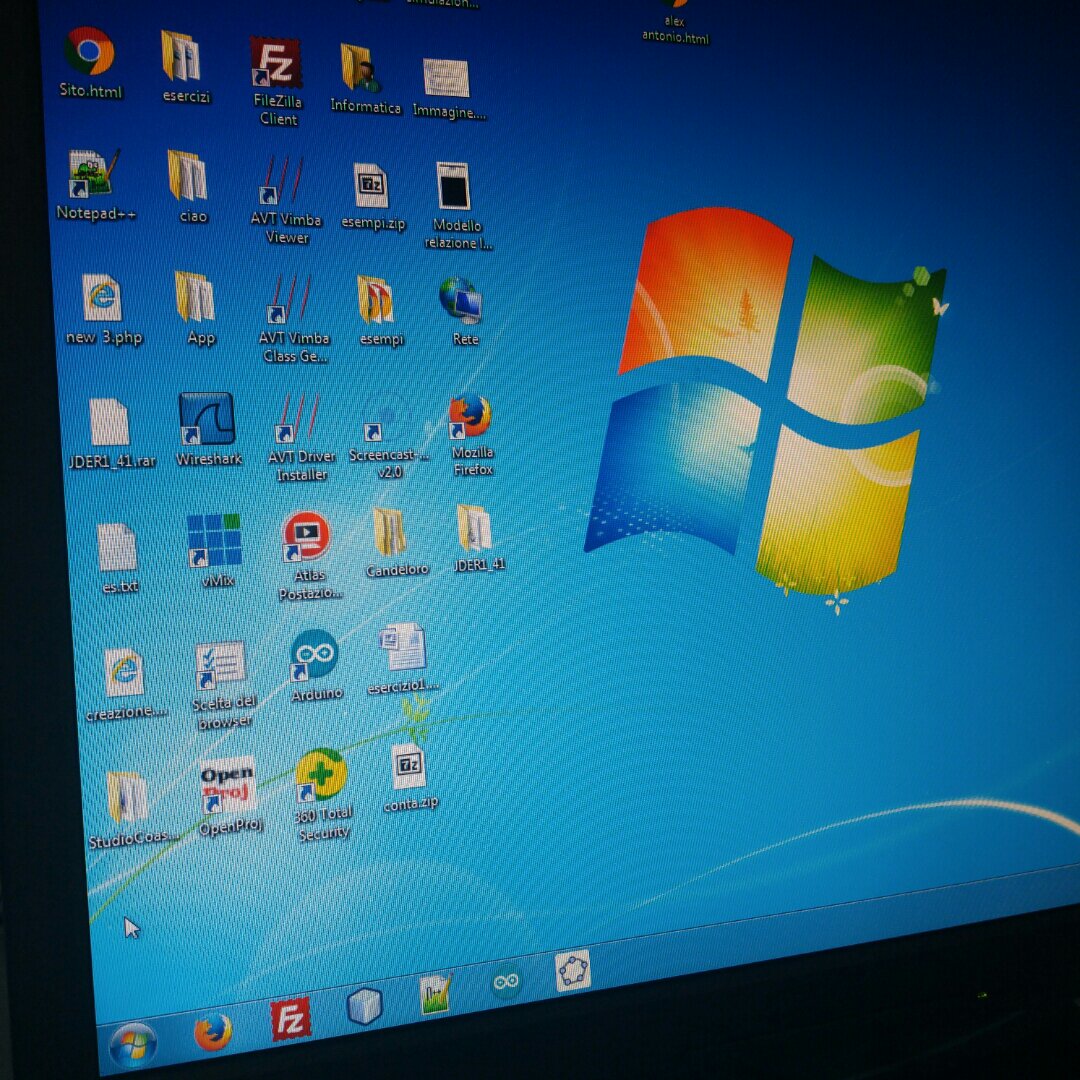 simulazion...
alex
antonio.html
Sito.html
esercizi
FileZilla
Client
Informatica
Immagine....
Notepad++
ciao
AVT Vimba
Viewer
esempi.zip
Modello
relazione l...
new 3.php
App
AVT Vimba
Class Ge...
esempi
Rete
JDER1_41.rar
Wireshark
AVT Driver
Installer
Screencast-...
v2.0
Mozilla
Firefox
es.txt
vMix
Atlas
Postazio...
Candeloro
JDER1_41
creazione....
Scelta del
browser
Arduino
esercizio1....
StudioCoas...
Open
Proj
OpenProj
360 Total
Security
conta.zip